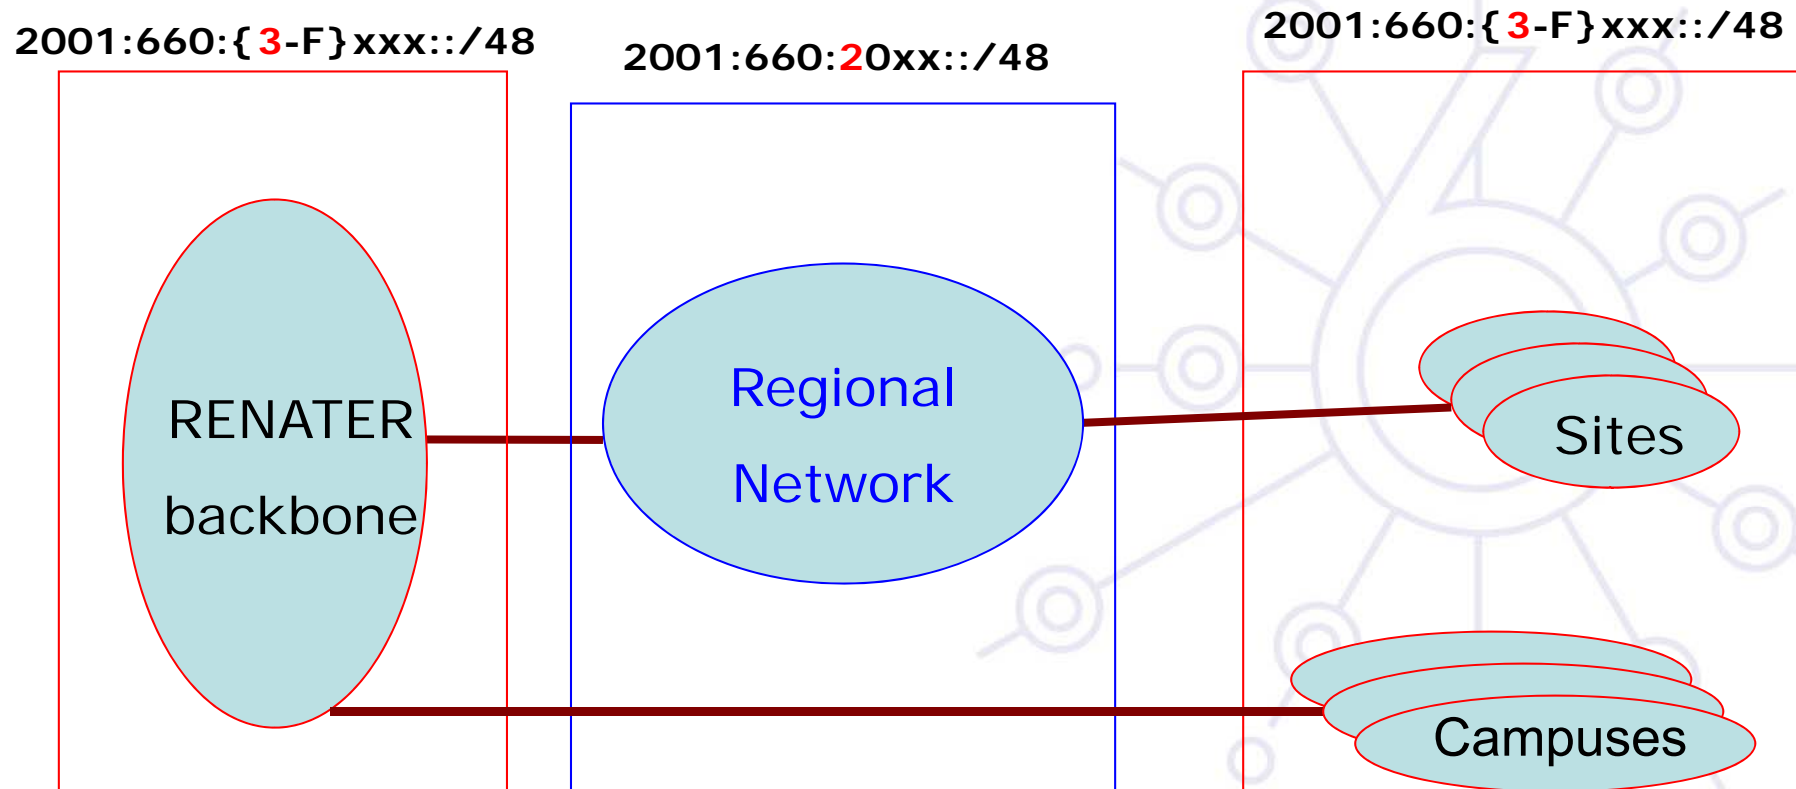 2001:660:{3-F}xxx::/48
2001:660:20xx::/48
2001:660:{3-F}xxx::/48
RENATER
backbone
Regional
Network
Sites
Campuses